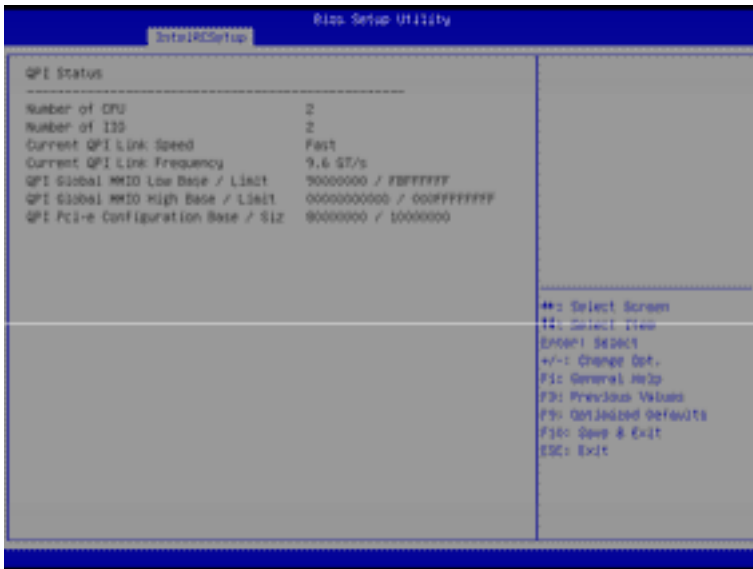 Bios Setup Utility
IntelRCSetup
QPI Status
Number of CPU 2
Number of IIO 2
Current QPI Link Speed Fast
Current QPI Link Frequency 9.6 GT/s
QPI Global MMIO Low Base / Limit 90000000 / FBFFFFFF
QPI Global MMIO High Base / Limit 00000000000 / 000FFFFFFFF
QPI Pci-e Configuration Base / Siz 80000000 / 10000000
: Select Screen
: Select Item
Enter: Select
+/-: Change Opt.
F1: General Help
F3: Previous Values
F9: Optimized Defaults
F10: Save & Exit
ESC: Exit